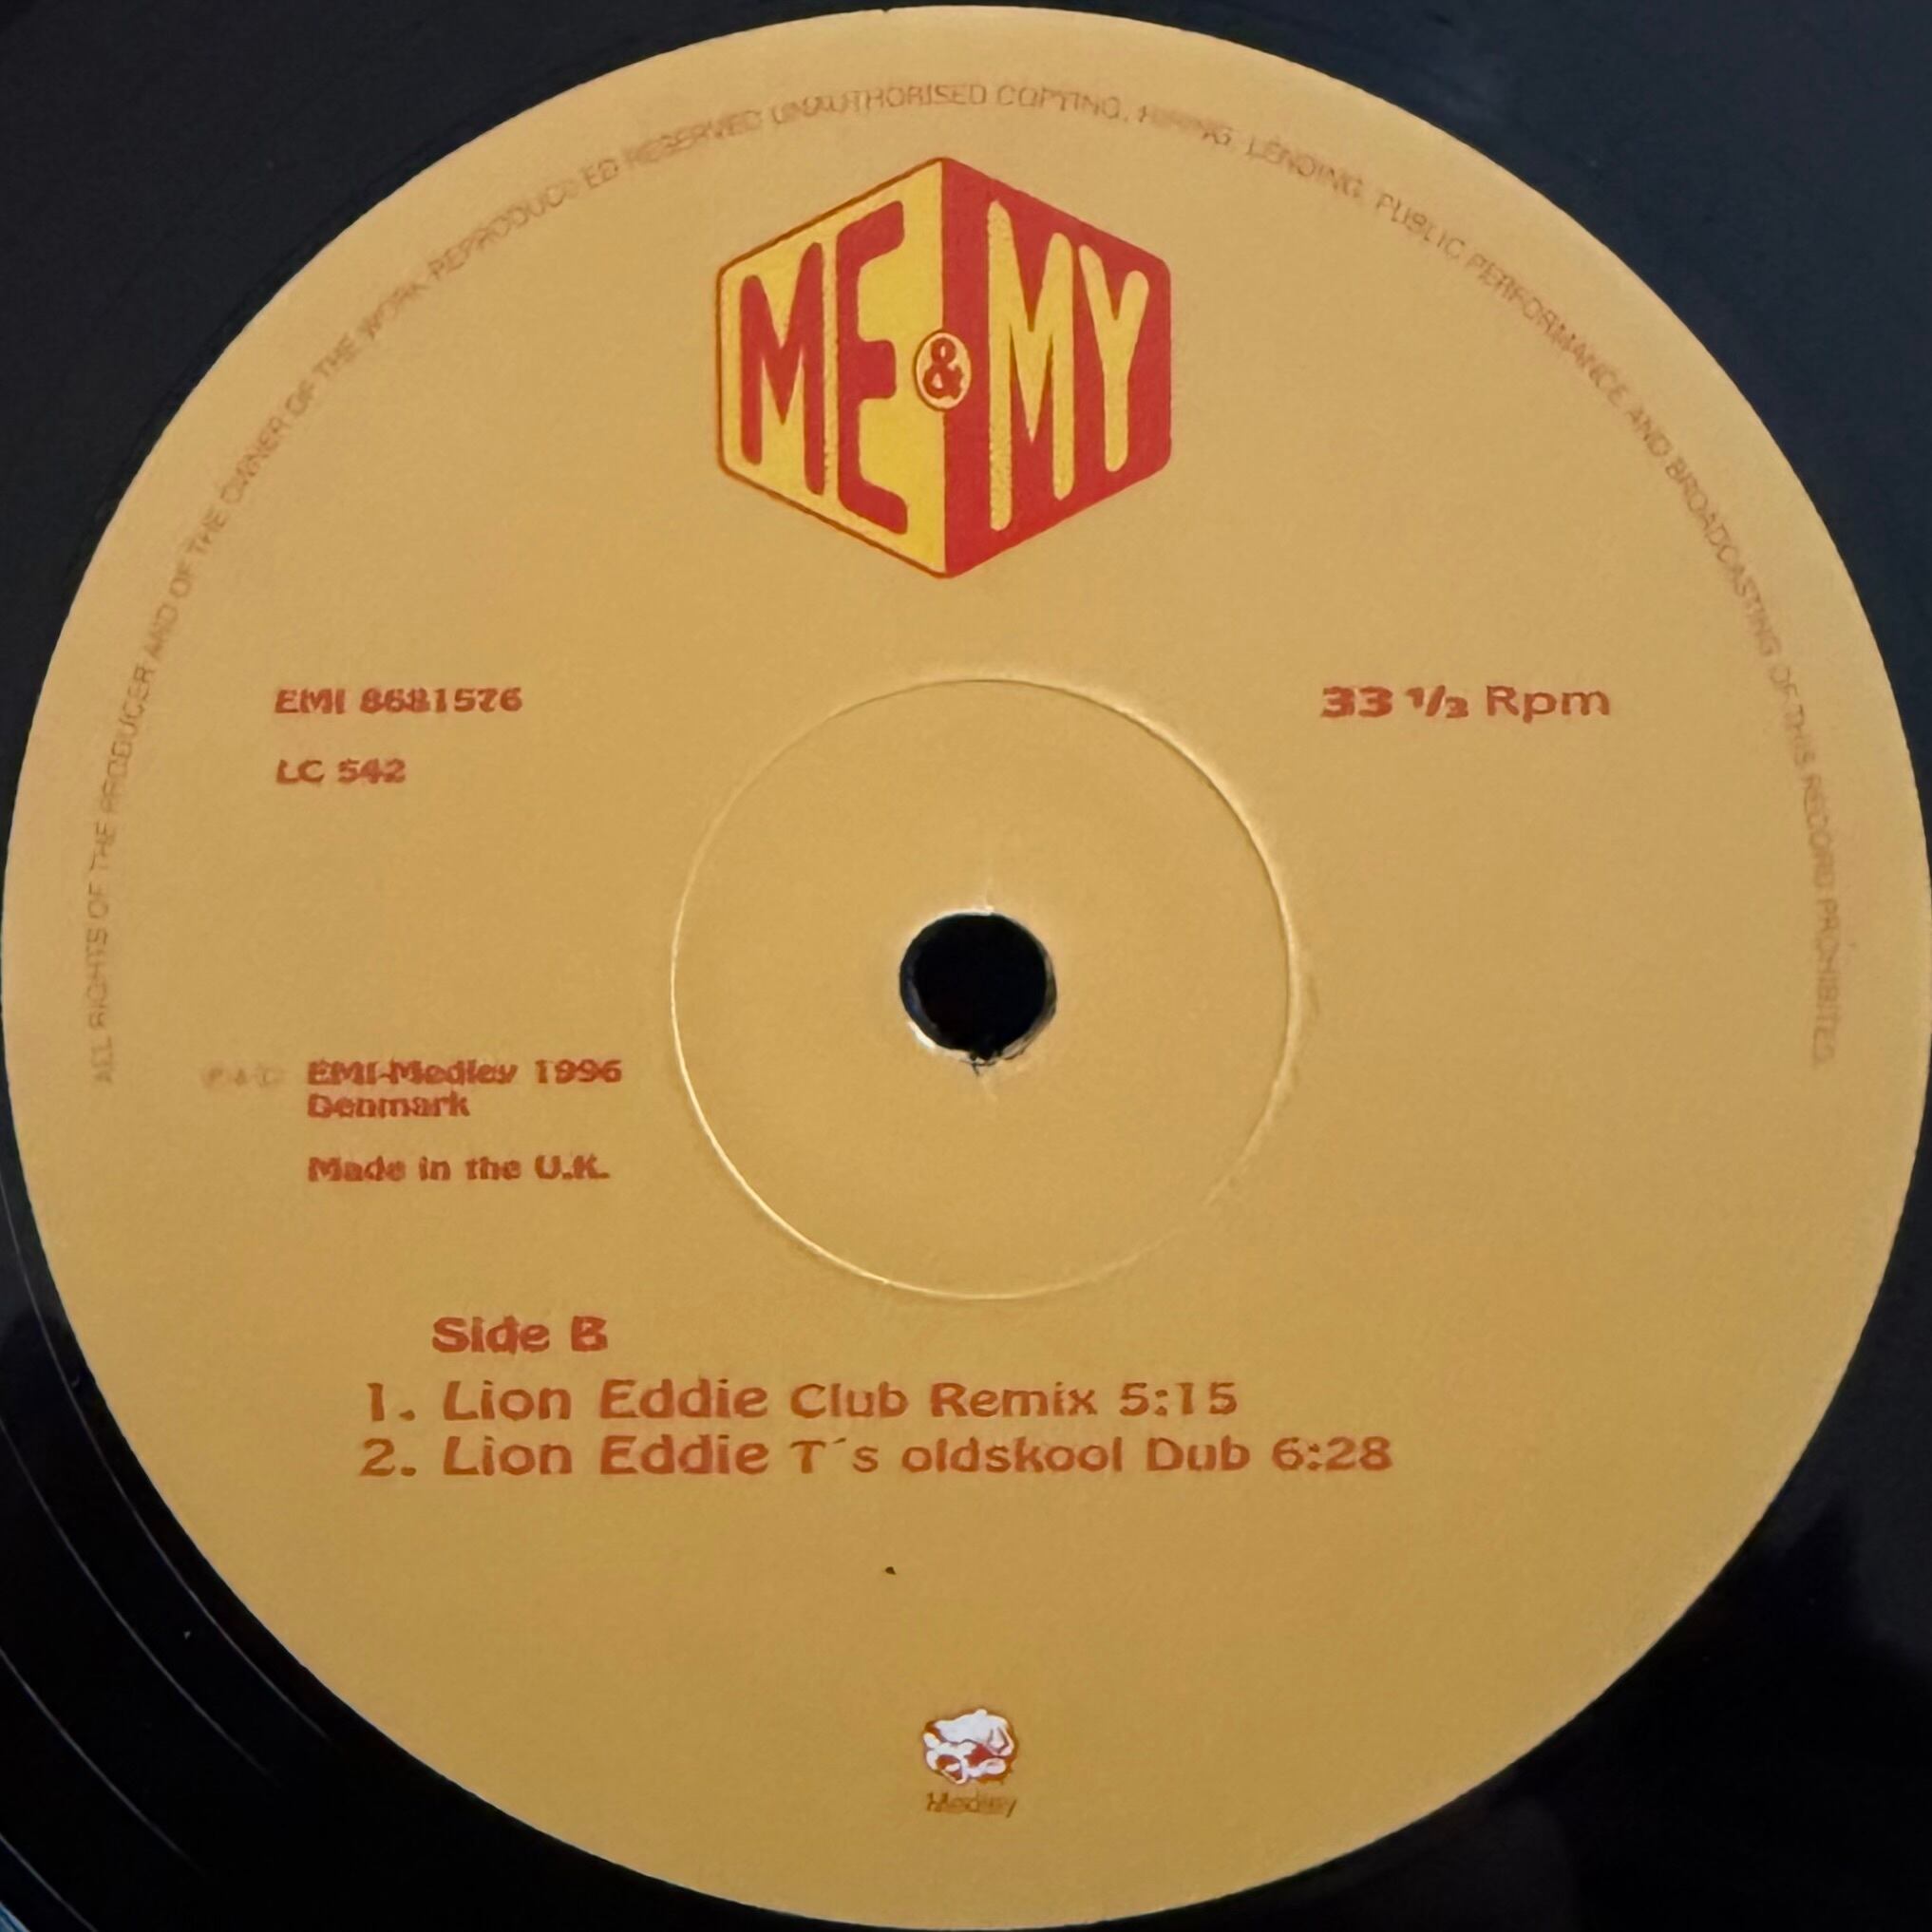 ALL RIGHTS OF THE PRODUCER AND OF THE OWNER OF THE WORK REPRODUCED RESERVED UNAUTHORISED COPYING, HIRING, LENDING, PUBLIC PERFORMANCE AND BROADCASTING OF THIS RECORD PROHIBITED.
ME & MY
EMI 8681576
33 1/3 Rpm
LC 542
P & C EMI-Medley 1996
Denmark
Made in the U.K.
Side B
1. Lion Eddie Club Remix 5:15
2. Lion Eddie T´s oldskool Dub 6:28
Medley